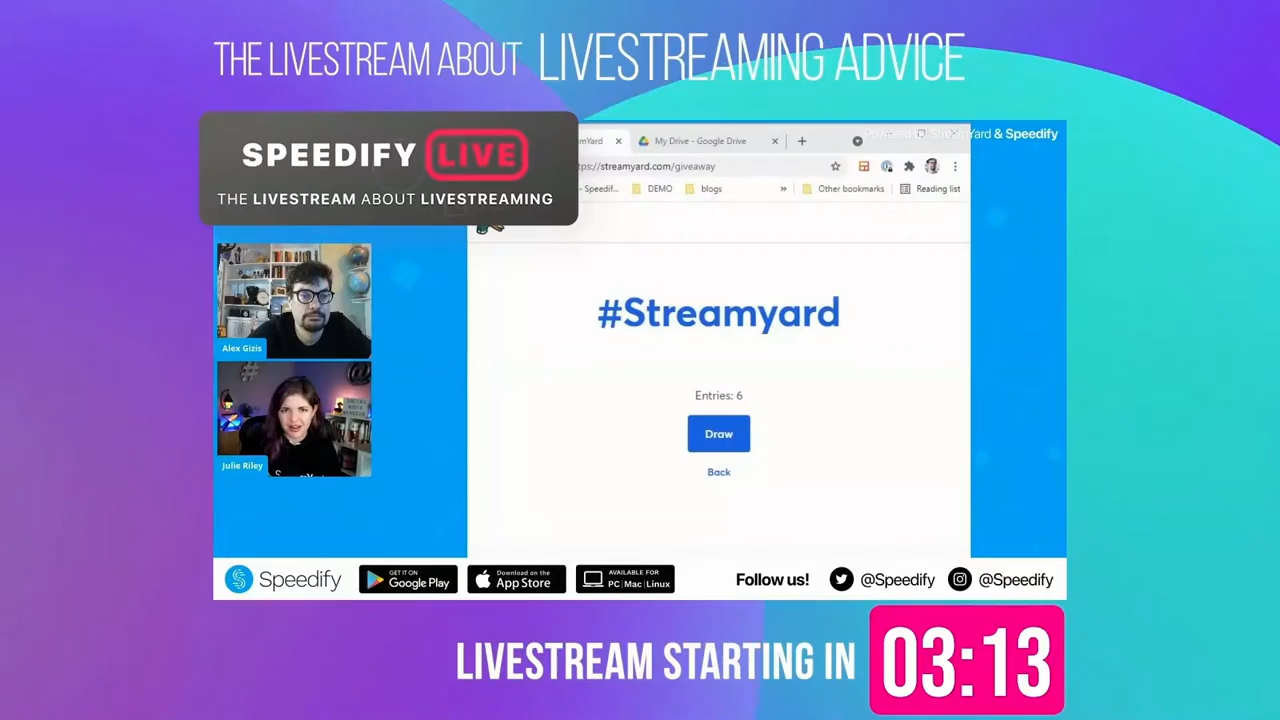 THE LIVESTREAM ABOUT LIVESTREAMING ADVICE
SPEEDIFY LIVE
THE LIVESTREAM ABOUT LIVESTREAMING
My Drive - Google Drive
Powered by StreamYard & Speedify
streamyard.com/giveaway
DEMO
blogs
»
Other bookmarks
Reading list
#Streamyard
Entries: 6
Draw
Back
Alex Gizis
Julie Riley
Speedify
GET IT ON
Google Play
Download on the
App Store
AVAILABLE FOR
PC|Mac|Linux
Follow us!
@Speedify
@Speedify
LIVESTREAM STARTING IN 03:13